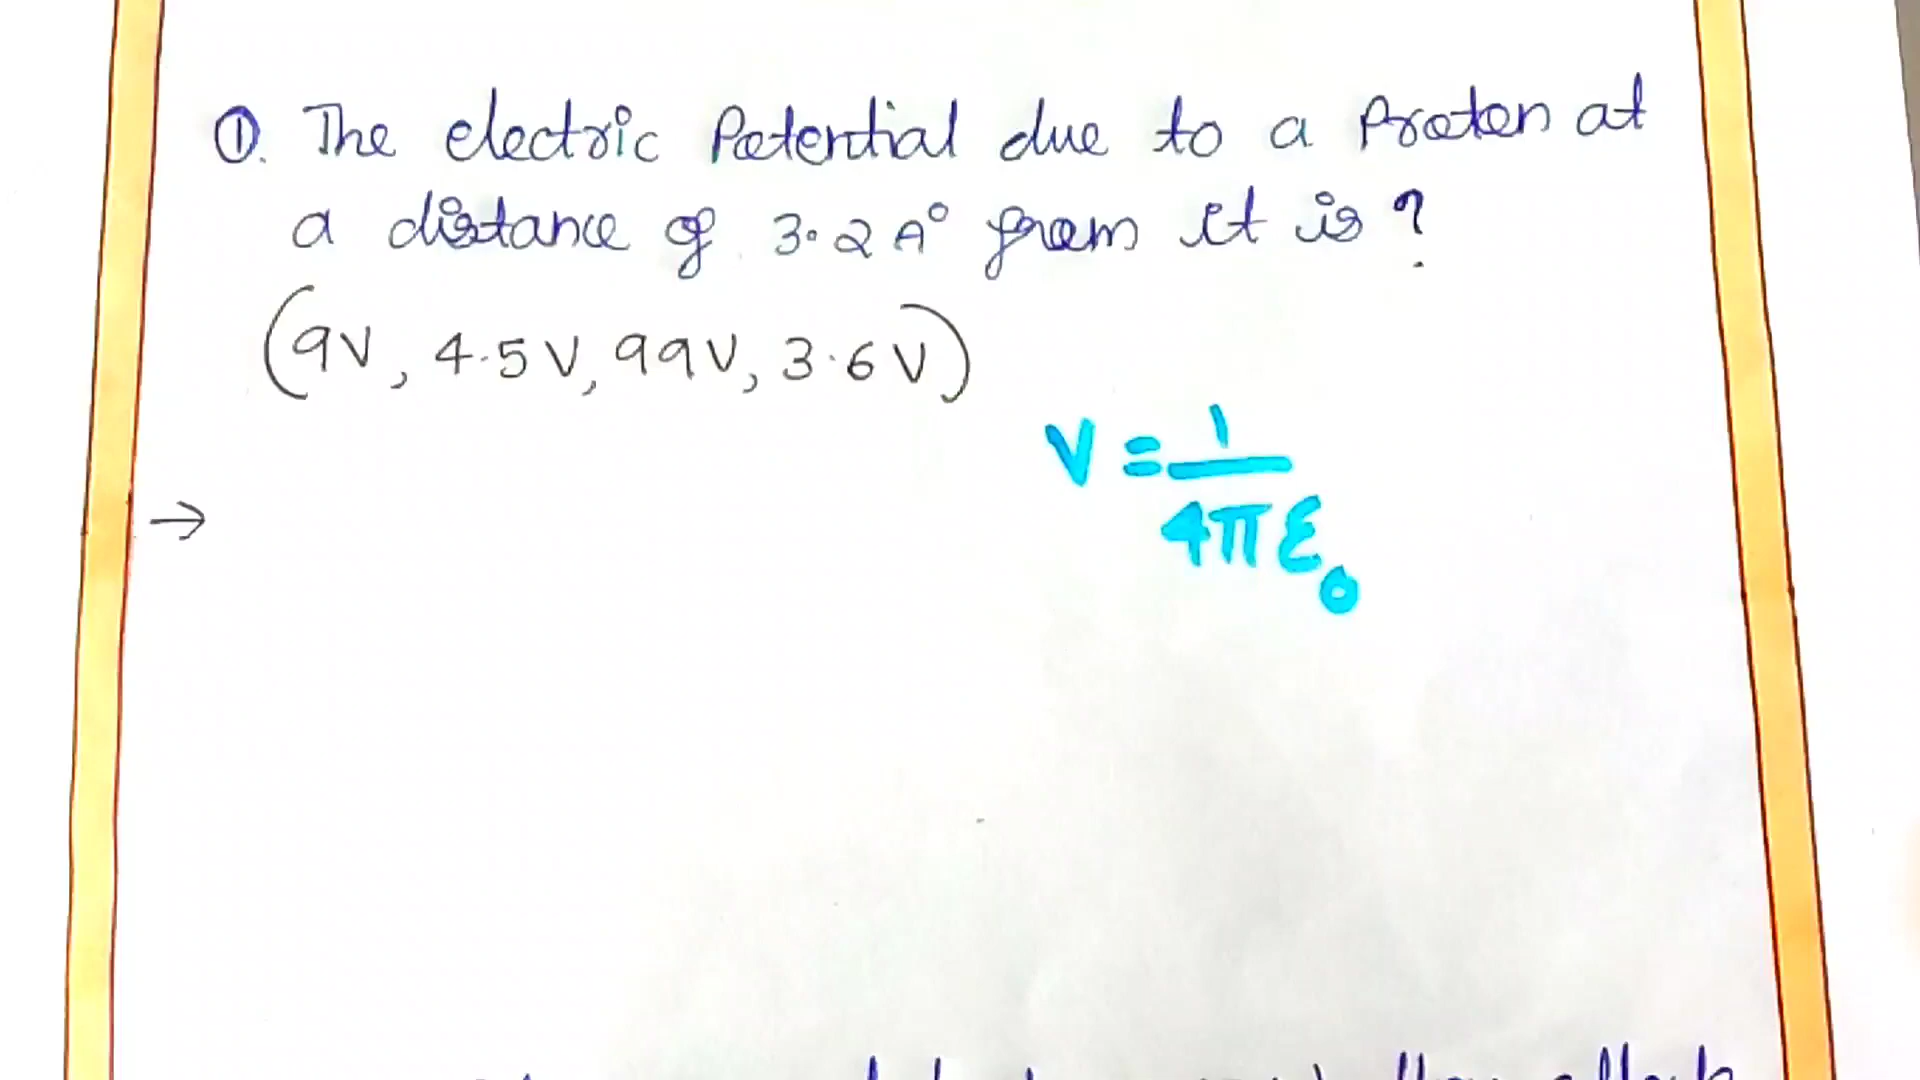 ①. The electric Potential due to a Proton at
a distance of 3.2A° from it is?
(9V, 4.5V, 99V, 3.6V)
V = 1
4πε₀
→